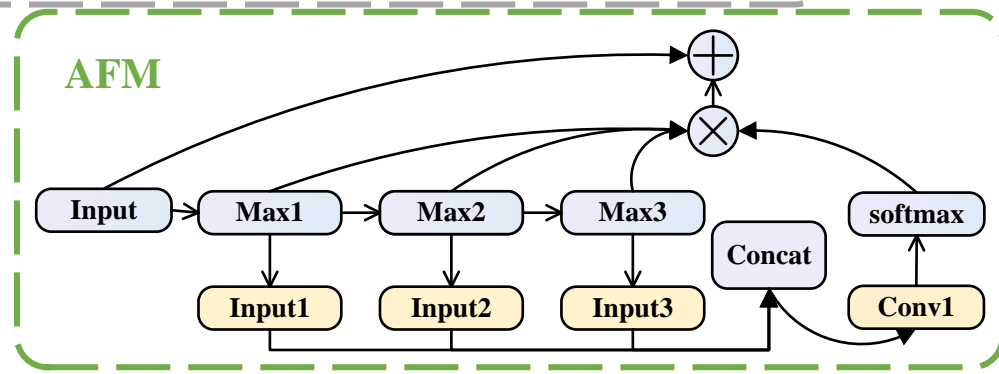 AFM
Input
Max1
Max2
Max3
softmax
Concat
Input1
Input2
Input3
Conv1